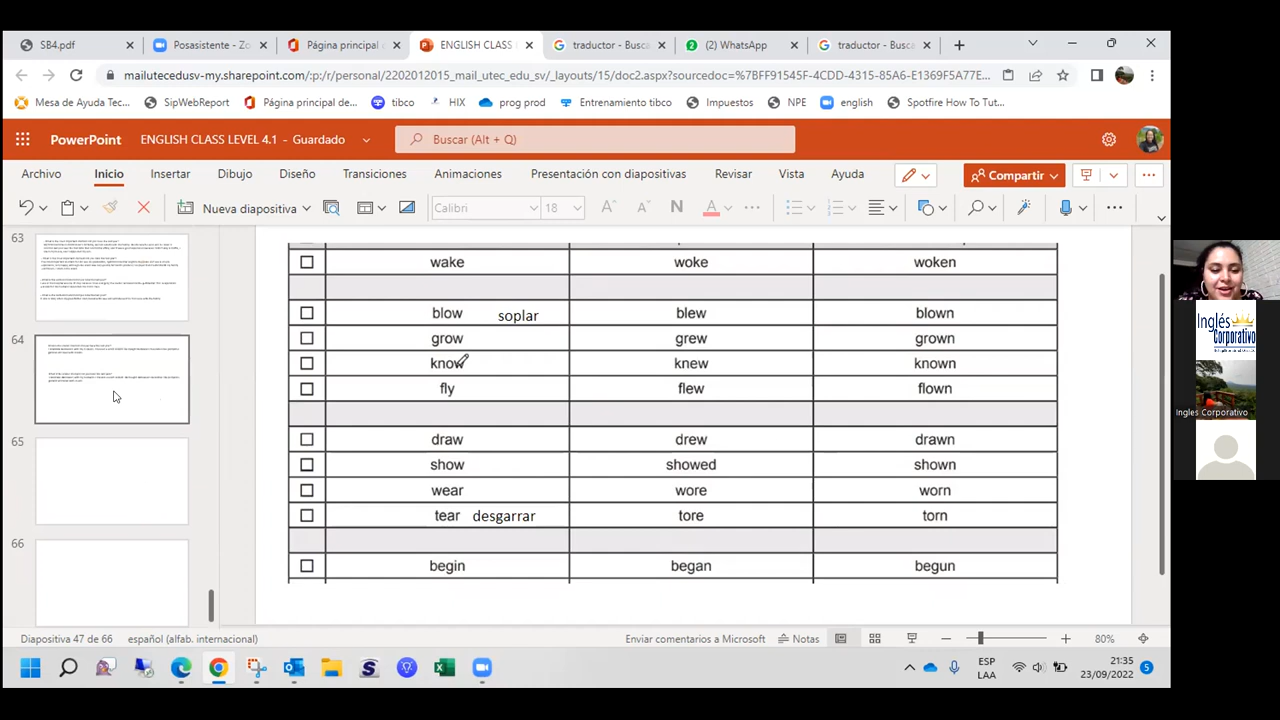 SB4.pdf
Posasistente - Zo
Página principal
ENGLISH CLASS
traductor - Busca
(2) WhatsApp
traductor - Busca
mailutecedusv-my.sharepoint.com/:p:/r/personal/2202012015_mail_utec_edu_sv/_layouts/15/doc2.aspx?sourcedoc=%7BFF91545F-4CDD-4315-85A6-E1369F5A77E...
Mesa de Ayuda Tec...
SipWebReport
Página principal de...
tibco
HIX
prog prod
Entrenamiento tibco
Impuestos
NPE
english
Spotfire How To Tut...
PowerPoint
ENGLISH CLASS LEVEL 4.1 - Guardado
Buscar (Alt + Q)
Archivo Inicio Insertar Dibujo Diseño Transiciones Animaciones Presentación con diapositivas Revisar Vista Ayuda
Compartir
Nueva diapositiva
Calibri
18
N
A
63
64
65
66
wake woke woken
blow soplar blew blown
grow grew grown
know knew known
fly flew flown
draw drew drawn
show showed shown
wear wore worn
tear desgarrar tore torn
begin began begun
Inglés
Corporativo
Ingles Corporativo
Diapositiva 47 de 66
español (alfab. internacional)
Enviar comentarios a Microsoft
Notas
80%
ESP
LAA
21:35
23/09/2022
5